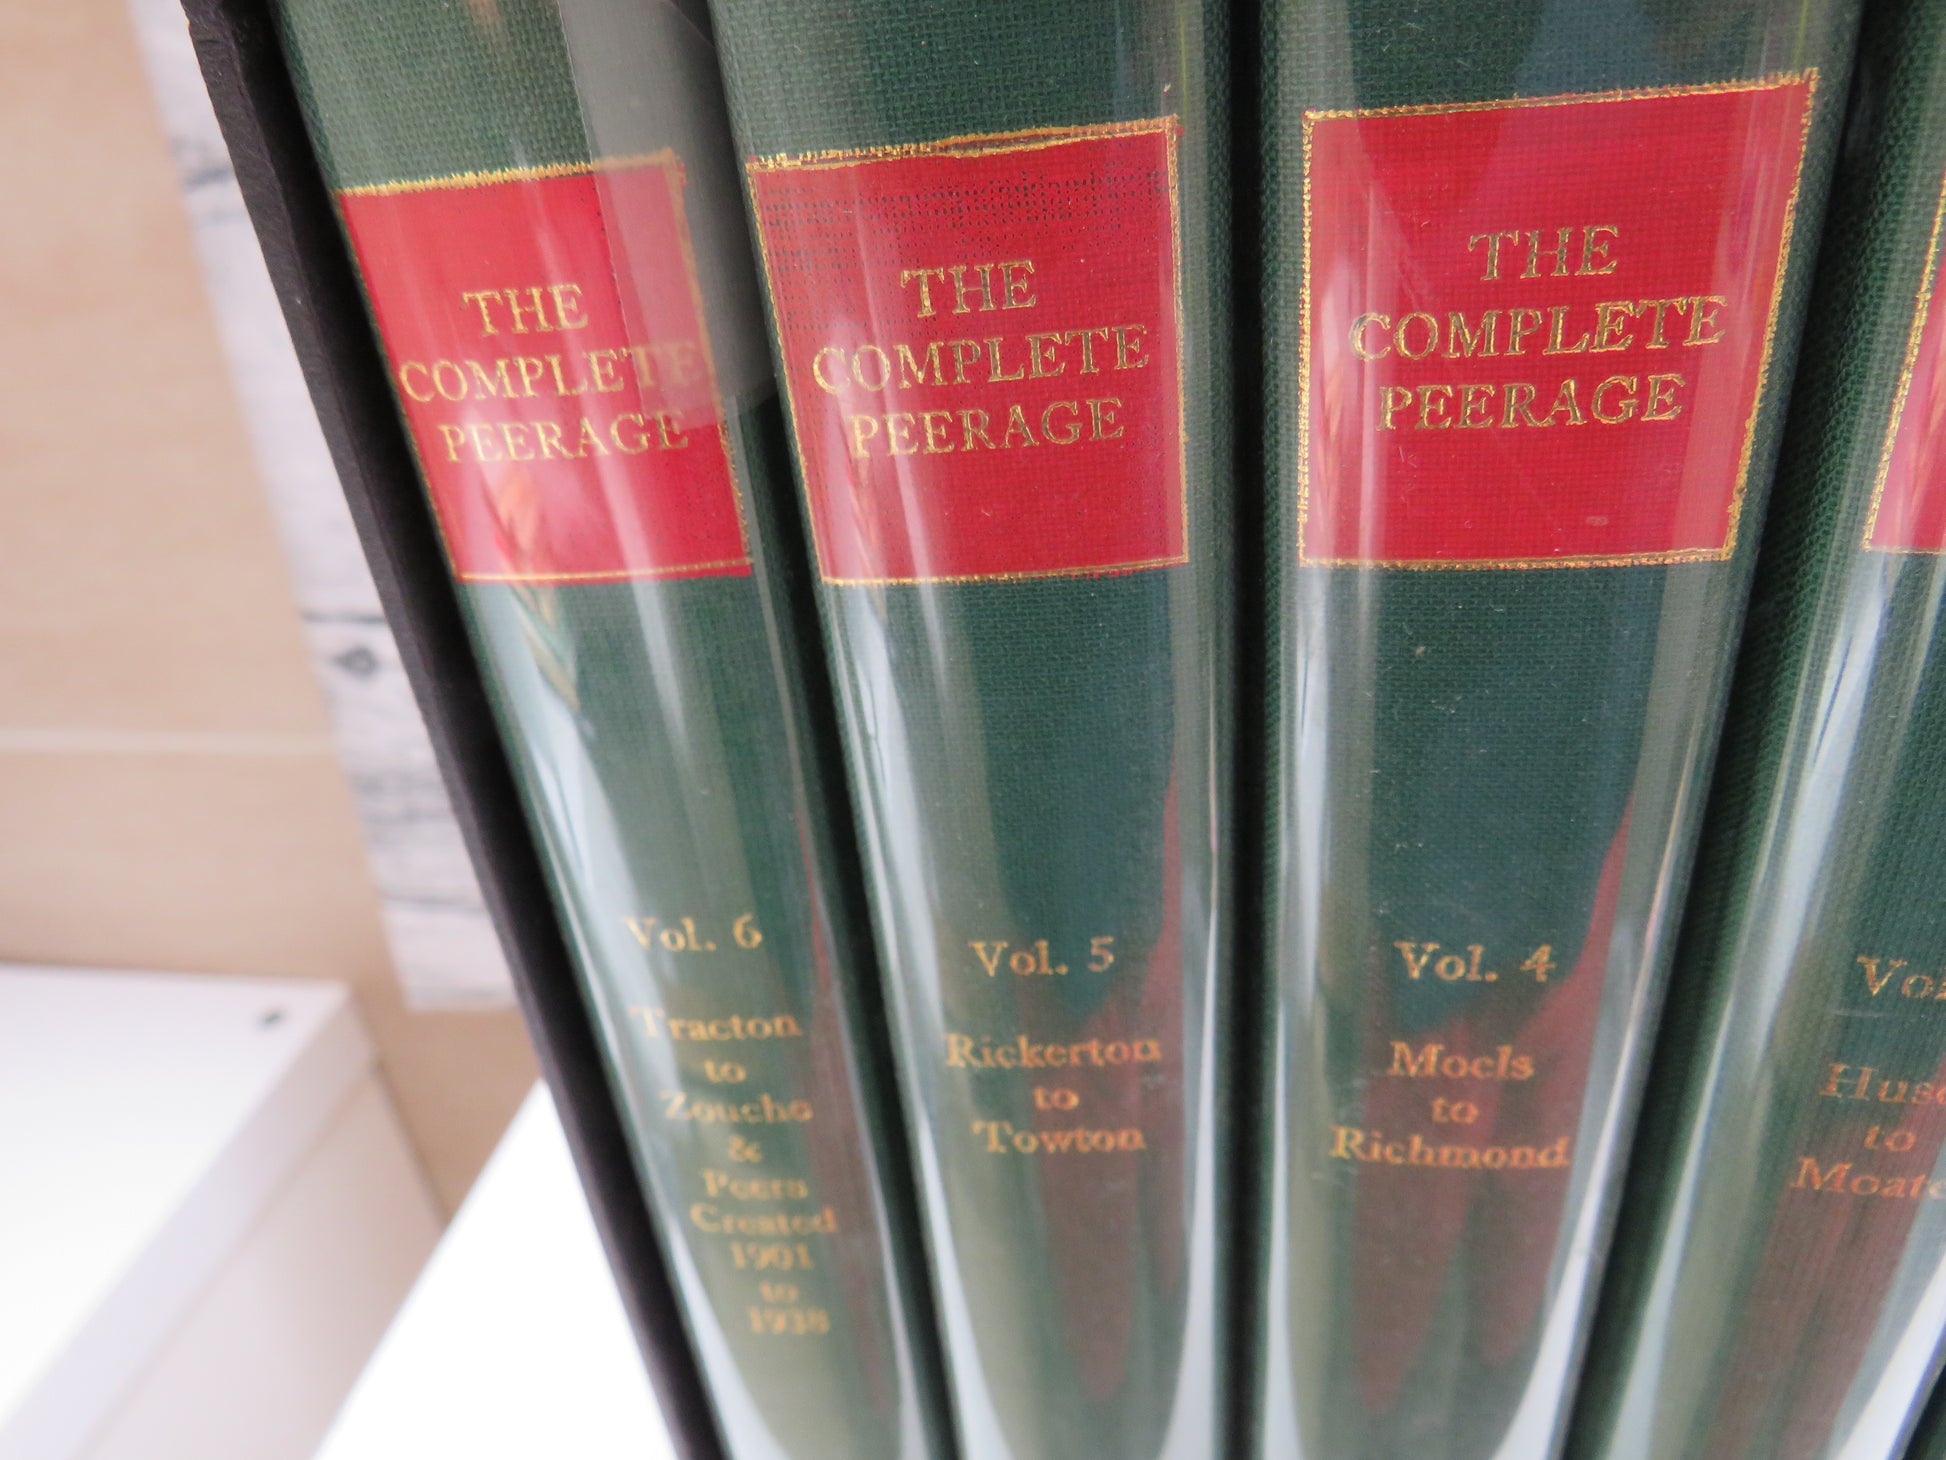 THE
COMPLETE
PEERAGE
Vol. 6
Tracton
to
Zouche
&
Peers
Created
1901
to
1938
THE
COMPLETE
PEERAGE
Vol. 5
Rickerton
to
Towton
THE
COMPLETE
PEERAGE
Vol. 4
Moels
to
Richmond
to